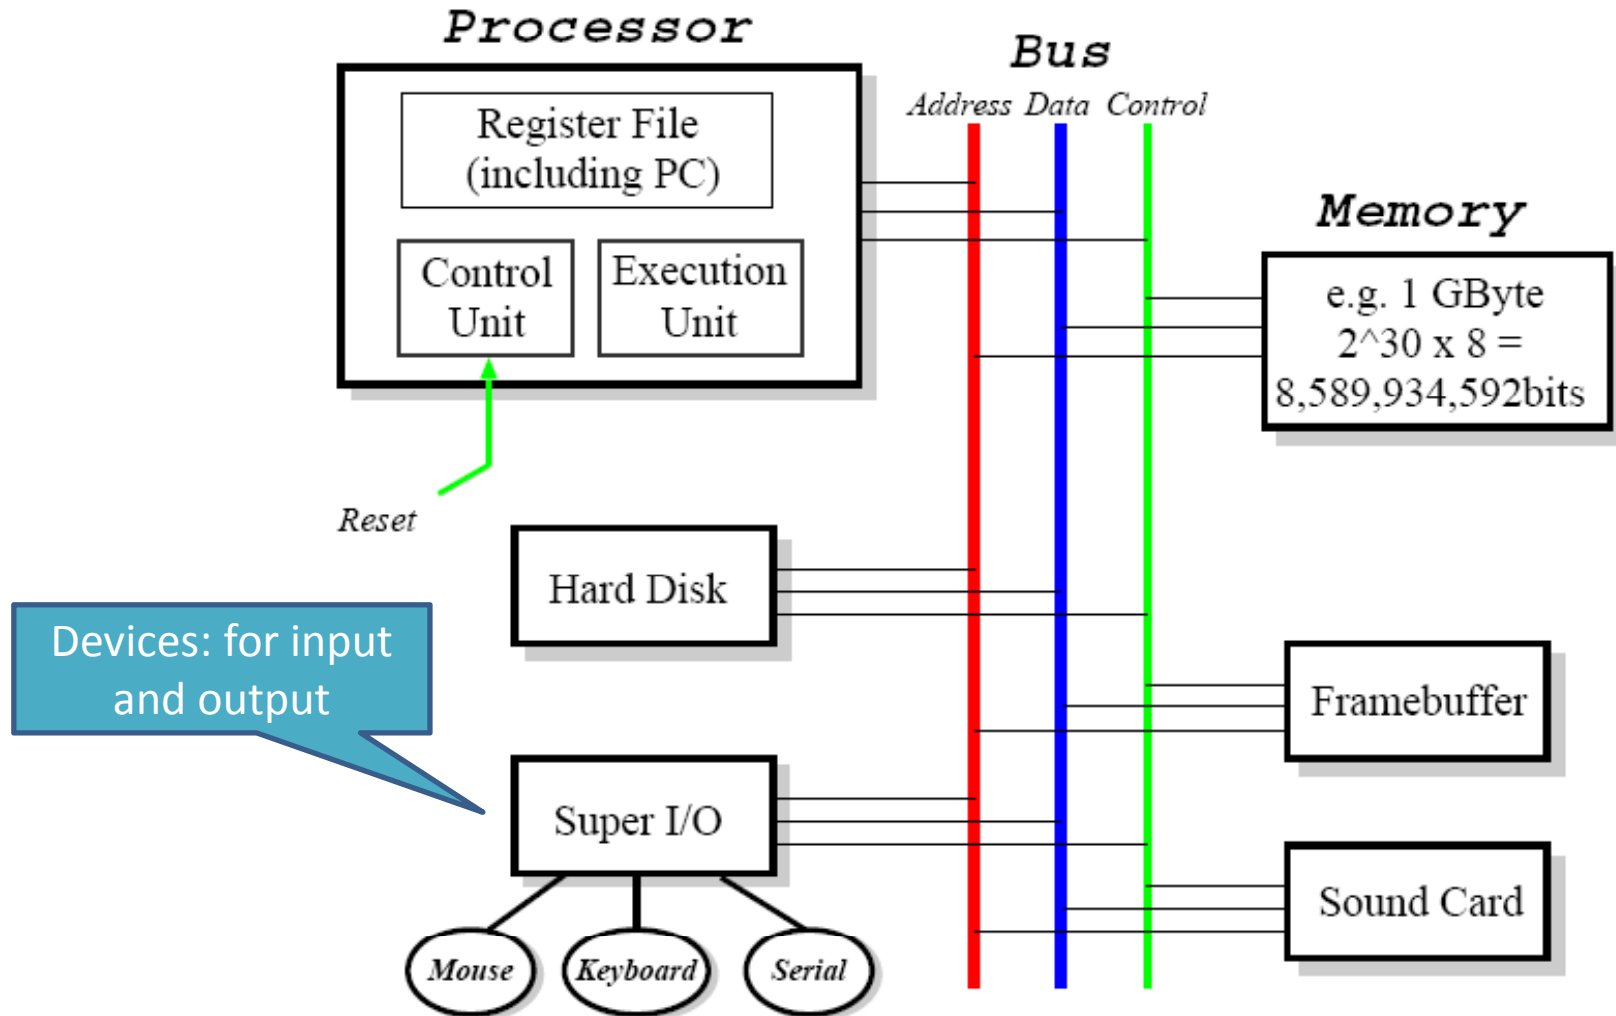 Processor
Register File
(including PC)
Control
Unit
Execution
Unit
Reset
Bus
Address Data Control
Memory
e.g. 1 GByte
2^30 x 8 =
8,589,934,592bits
Hard Disk
Devices: for input
and output
Framebuffer
Super I/O
Sound Card
Mouse
Keyboard
Serial